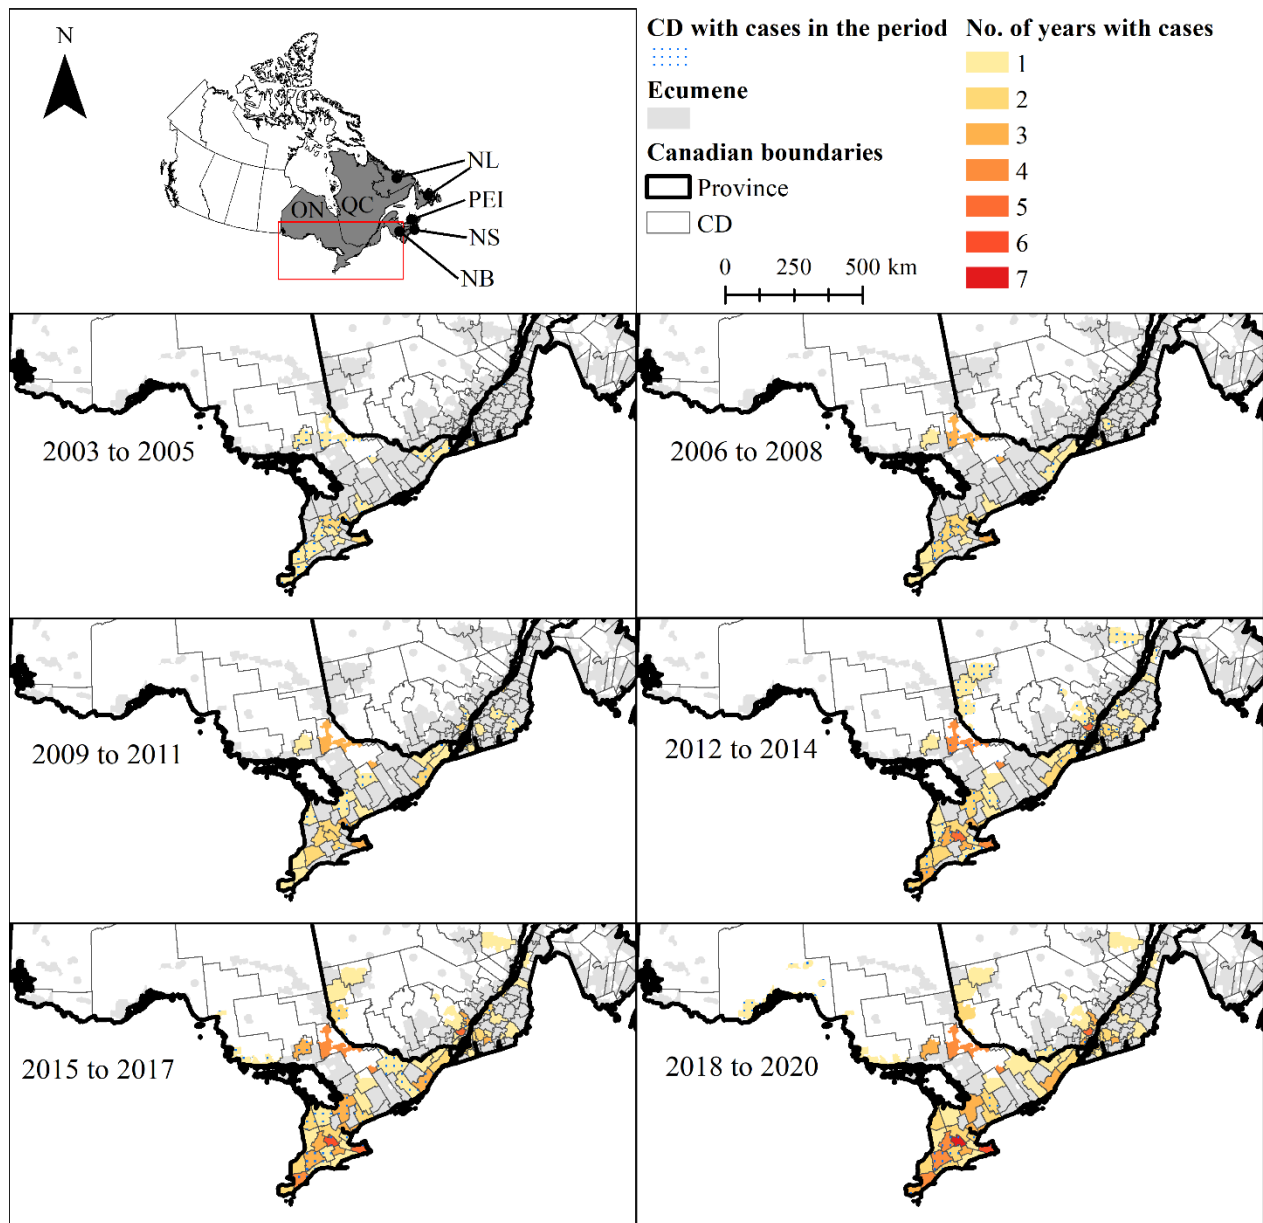 N
NL
ON QC
PEI
NS
NB
CD with cases in the period
Ecumene
Canadian boundaries
Province
CD
0 250 500 km
No. of years with cases
1
2
3
4
5
6
7
2003 to 2005
2006 to 2008
2009 to 2011
2012 to 2014
2015 to 2017
2018 to 2020